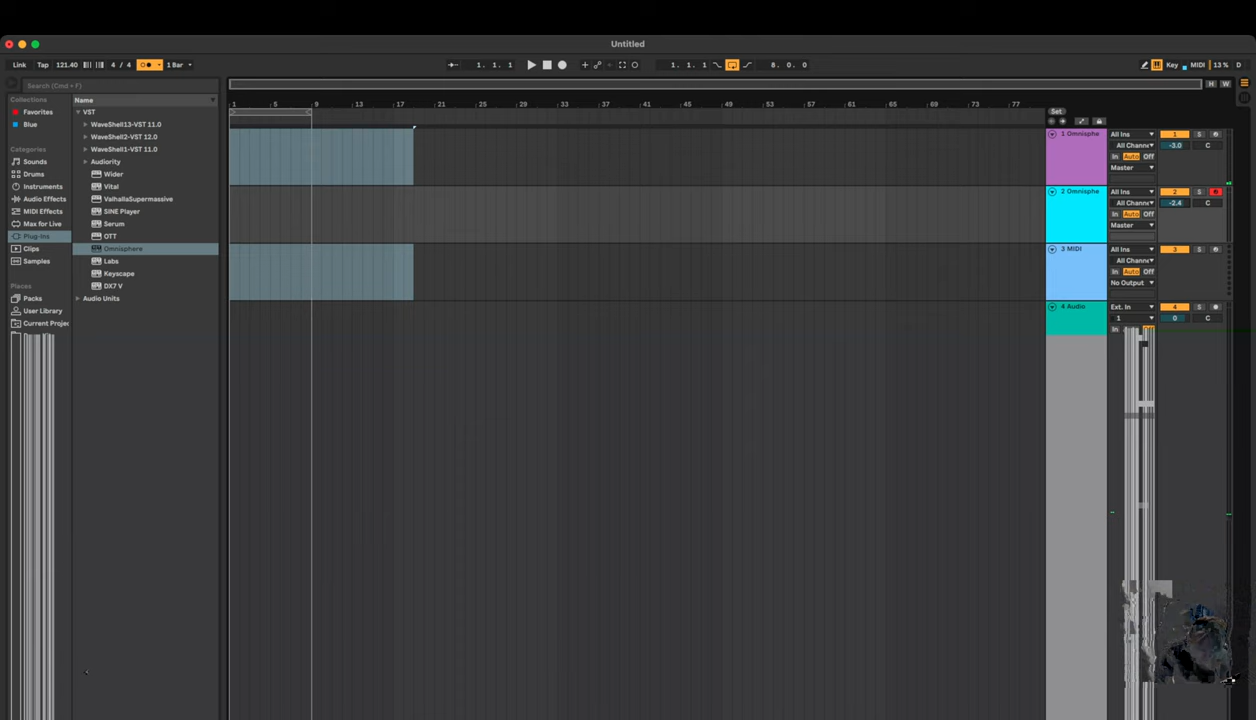 Untitled
Link Tap 121.40 4 / 4 1 Bar 1. 1. 1 1. 1. 1 8. 0. 0 Key MIDI 13 % D
Search (Cmd + F)
H W
Collections
Name
Favorites
Blue
Categories
Sounds
Drums
Instruments
Audio Effects
MIDI Effects
Max for Live
Plug-Ins
Clips
Samples
Places
Packs
User Library
Current Projec
VST
WaveShell13-VST 11.0
WaveShell2-VST 12.0
WaveShell1-VST 11.0
Audiority
Wider
Vital
ValhallaSupermassive
SINE Player
Serum
OTT
Omnisphere
Labs
Keyscape
DX7 V
Audio Units
1 5 9 13 17 21 25 29 33 37 41 45 49 53 57 61 65 69 73 77
Set
1 Omnisphe All Ins 1 S
All Channe -3.0 C
In Auto Off
Master
2 Omnisphe All Ins 2 S
All Channe -2.4 C
In Auto Off
Master
3 MIDI All Ins 3 S
All Channe
In Auto Off
No Output
4 Audio Ext. In 4 S
1 0 C
In